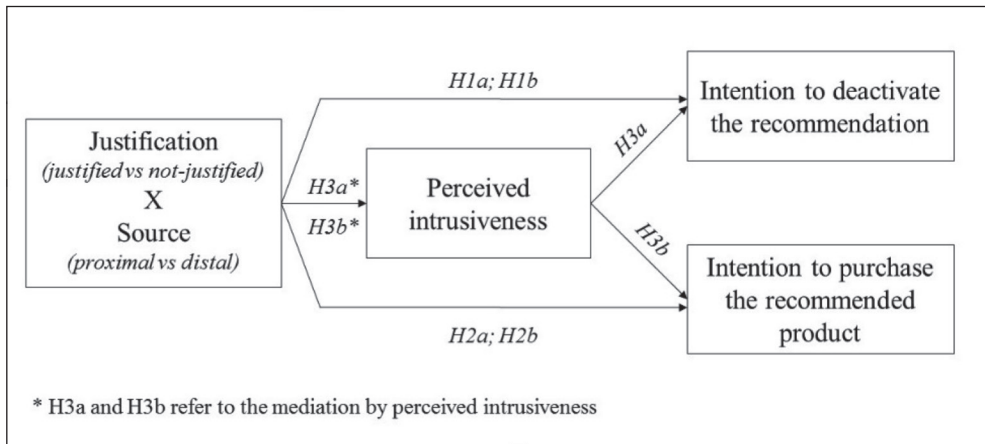 Justification
(justified vs not-justified)
X
Source
(proximal vs distal)
H1a; H1b
H3a*
H3b*
H2a; H2b
Perceived
intrusiveness
H3a
H3b
Intention to deactivate
the recommendation
Intention to purchase
the recommended
product
* H3a and H3b refer to the mediation by perceived intrusiveness